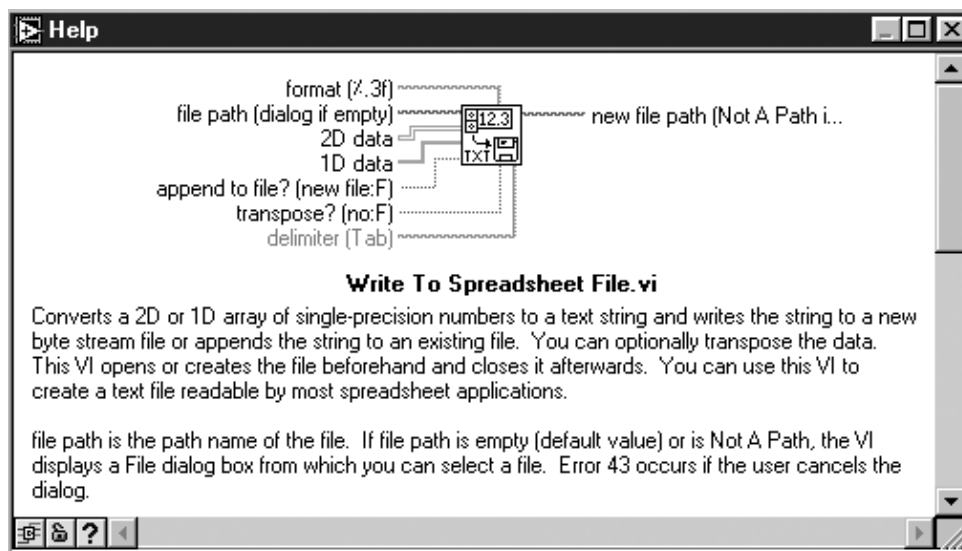 Help
format (%.3f)
file path (dialog if empty)
2D data
1D data
append to file? (new file:F)
transpose? (no:F)
delimiter (Tab)
12.3
TXT
new file path (Not A Path i...
Write To Spreadsheet File.vi
Converts a 2D or 1D array of single-precision numbers to a text string and writes the string to a new
byte stream file or appends the string to an existing file.  You can optionally transpose the data.
This VI opens or creates the file beforehand and closes it afterwards.  You can use this VI to
create a text file readable by most spreadsheet applications.
file path is the path name of the file.  If file path is empty (default value) or is Not A Path, the VI
displays a File dialog box from which you can select a file.  Error 43 occurs if the user cancels the
dialog.
?